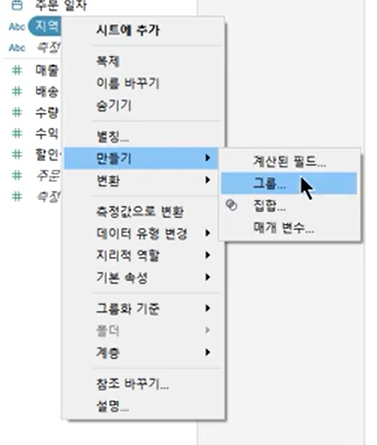 주문 일자
Abc 지역
Abc 측정
# 매출
# 배송
# 수량
# 수익
# 할인
# 주문
# 측정
시트에 추가
복제
이름 바꾸기
숨기기
별칭...
만들기
변환
측정값으로 변환
데이터 유형 변경
지리적 역할
기본 속성
그룹화 기준
폴더
계층
참조 바꾸기...
설명...
계산된 필드...
그룹...
집합...
매개 변수...